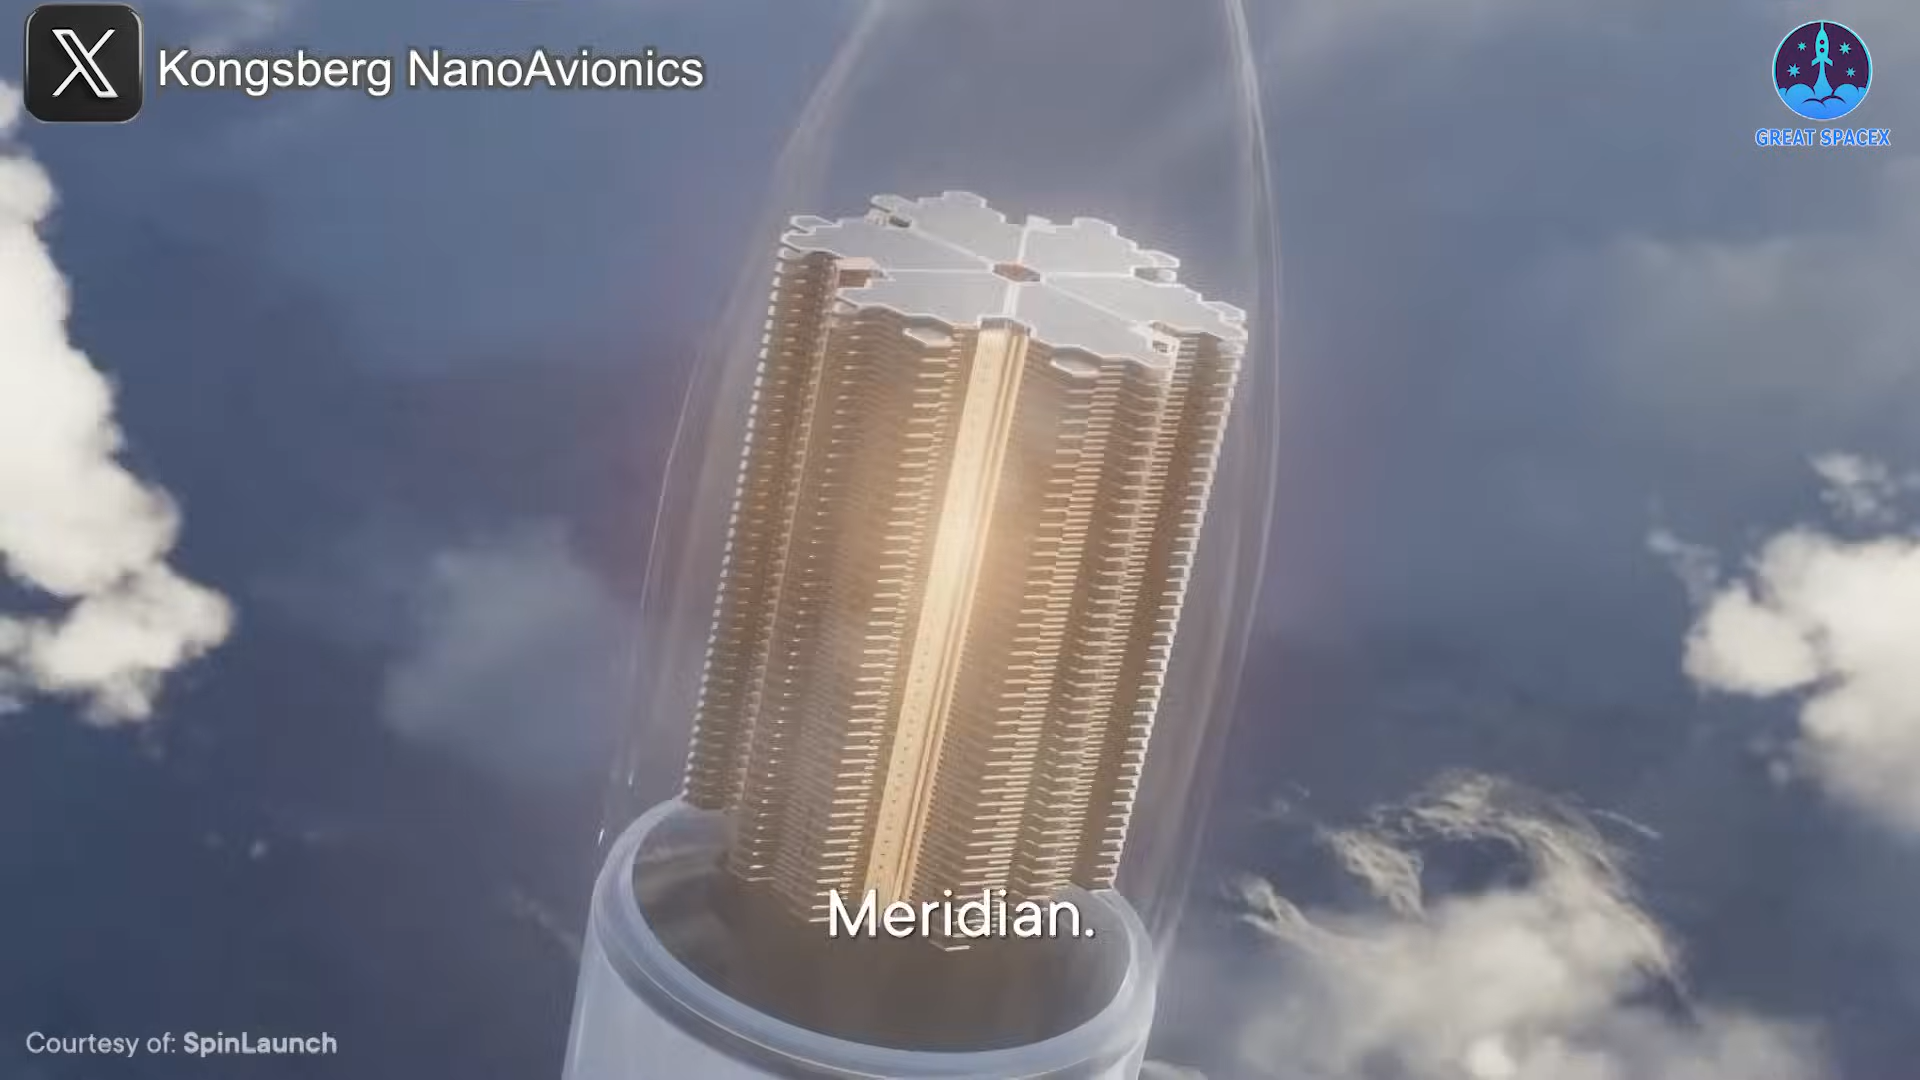 Kongsberg NanoAvionics
GREAT SPACEX
Meridian.
Courtesy of: SpinLaunch